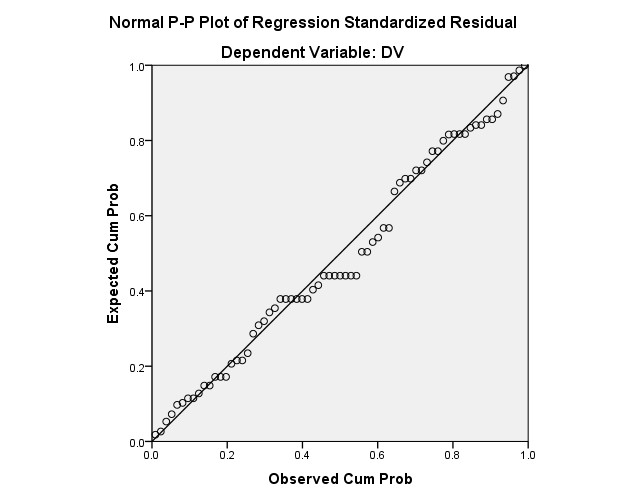 Normal P-P Plot of Regression Standardized Residual
Dependent Variable: DV
1.0
0.8
0.6
0.4
0.2
0.0
Expected Cum Prob
0.0 0.2 0.4 0.6 0.8 1.0
Observed Cum Prob